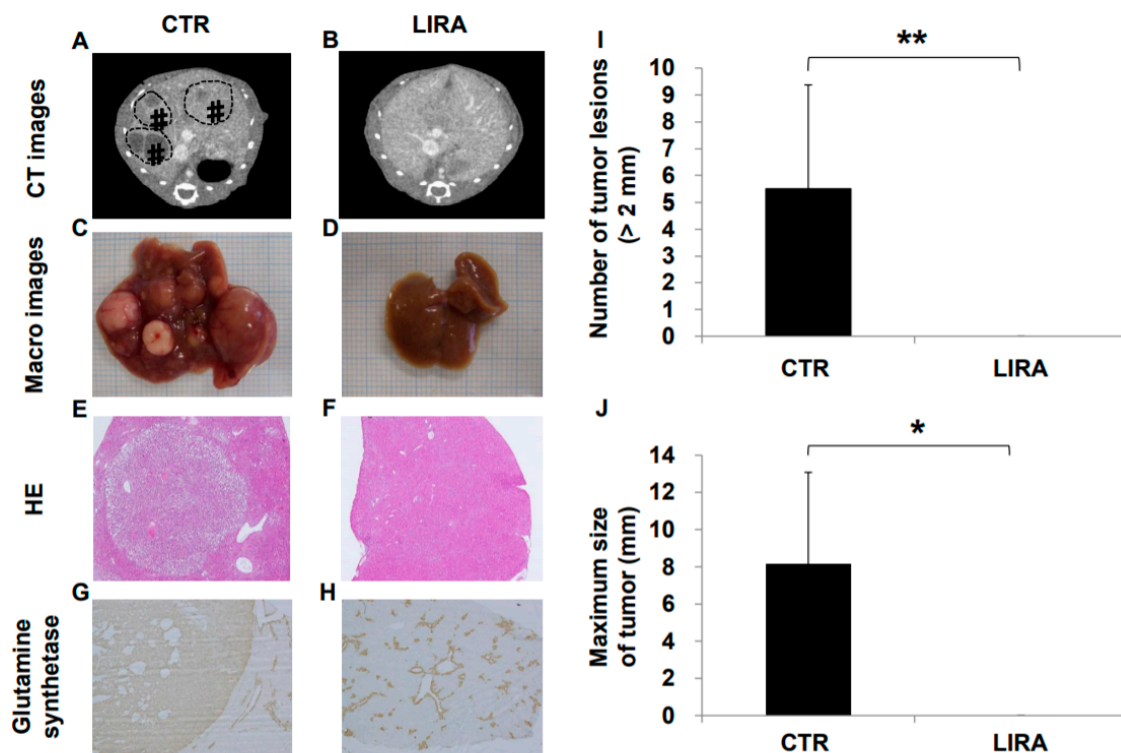 CTR
LIRA
A
B
CT images
#
#
#
C
D
Macro images
E
F
HE
G
H
Glutamine
synthetase
I
**
Number of tumor lesions
(> 2 mm)
10
9
8
7
6
5
4
3
2
1
0
CTR
LIRA
J
*
Maximum size
of tumor (mm)
14
12
10
8
6
4
2
0
CTR
LIRA